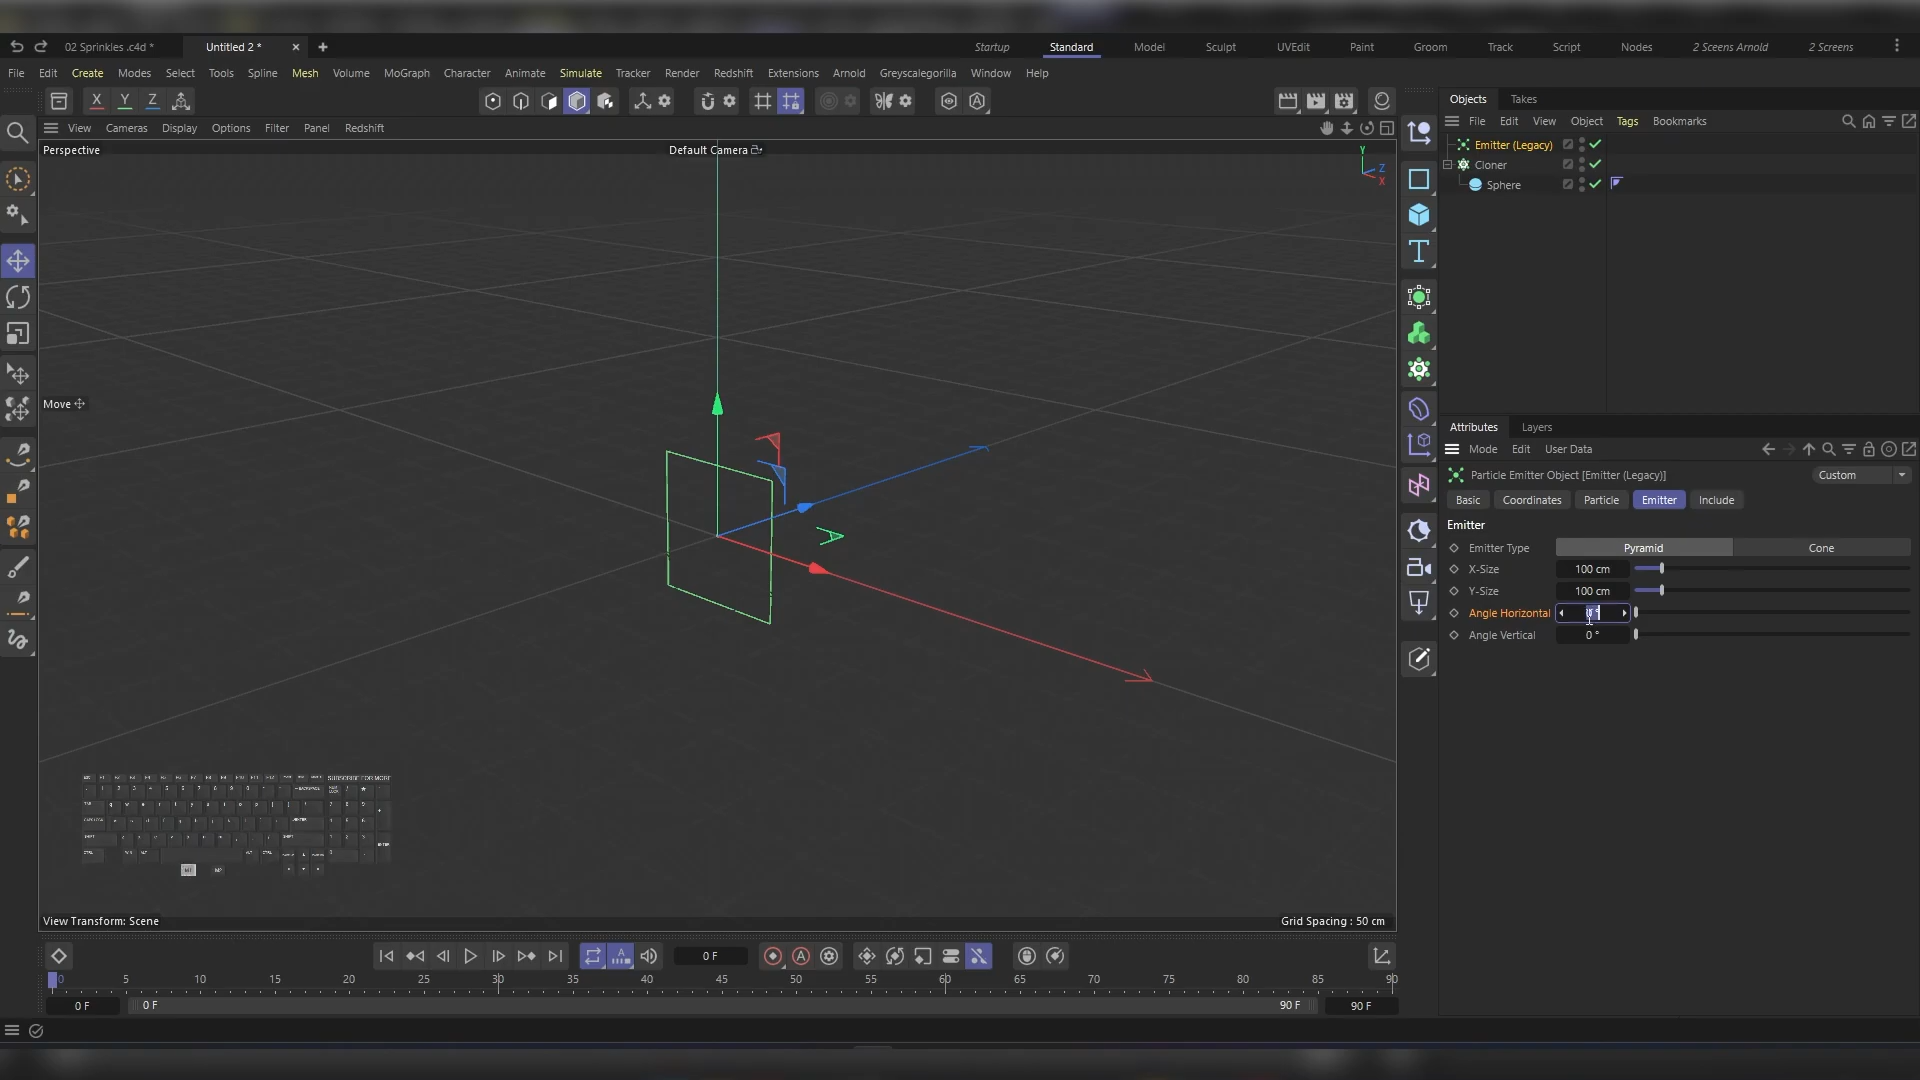 02 Sprinkles .c4d *
Untitled 2 *
Startup
Standard
Model
Sculpt
UVEdit
Paint
Groom
Track
Script
Nodes
2 Sceens Arnold
2 Screens
File Edit Create Modes Select Tools Spline Mesh Volume MoGraph Character Animate Simulate Tracker Render Redshift Extensions Arnold Greyscalegorilla Window Help
X Y Z
Objects Takes
View Cameras Display Options Filter Panel Redshift
File Edit View Object Tags Bookmarks
Perspective
Default Camera
Y
Z
X
Emitter (Legacy)
Cloner
Sphere
Move
Attributes Layers
Mode Edit User Data
Particle Emitter Object [Emitter (Legacy)]
Custom
Basic Coordinates Particle Emitter Include
Emitter
Emitter Type Pyramid Cone
X-Size 100 cm
Y-Size 100 cm
Angle Horizontal
Angle Vertical 0 °
SUBSCRIBE FOR MORE
View Transform: Scene
Grid Spacing : 50 cm
0 F
0 5 10 15 20 25 30 35 40 45 50 55 60 65 70 75 80 85 90
0 F 0 F 90 F 90 F